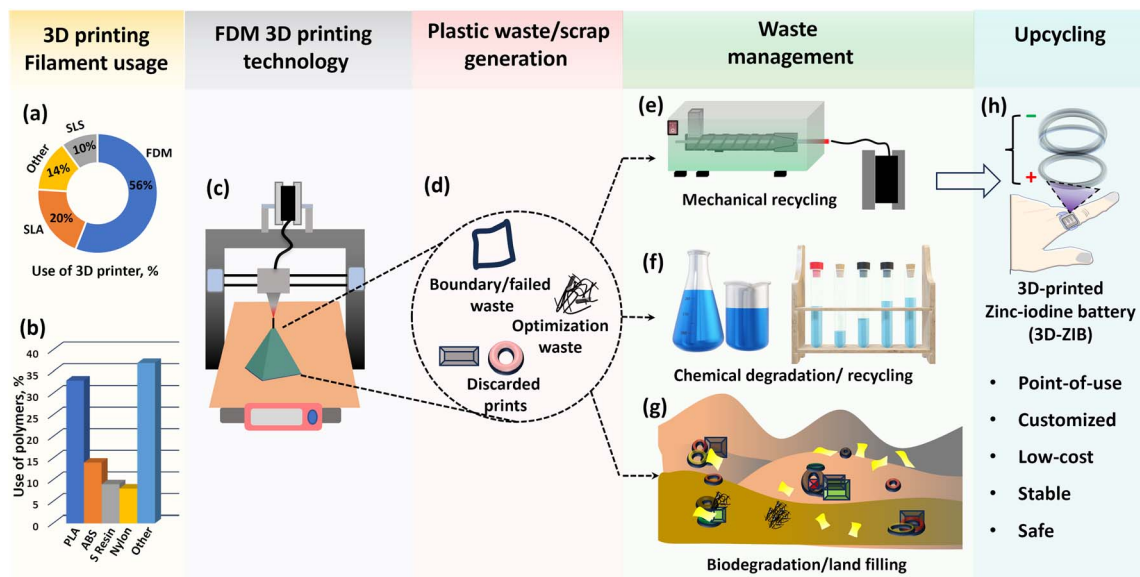 3D printing
Filament usage
FDM 3D printing
technology
Plastic waste/scrap
generation
Waste
management
Upcycling
(a)
SLS
10%
Other
14%
FDM
56%
20%
SLA
Use of 3D printer, %
(b)
Use of polymers, %
40
35
30
25
20
15
10
5
0
PLA
ABS
S Resin
Nylon
Other
(c)
(d)
Boundary/failed
waste
Optimization
waste
Discarded
prints
(e)
Mechanical recycling
(f)
Chemical degradation/ recycling
(g)
Biodegradation/land filling
(h)
−
+
3D-printed
Zinc-iodine battery
(3D-ZIB)
• Point-of-use
• Customized
• Low-cost
• Stable
• Safe